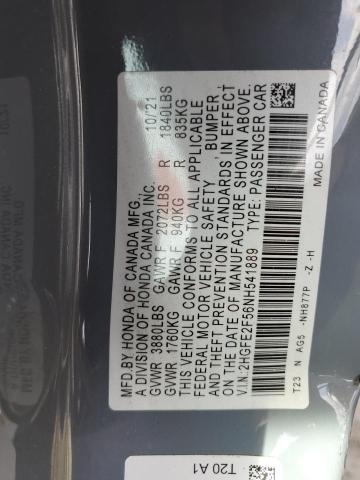 MFD.BY HONDA OF CANADA MFG., 10/21
A DIVISION OF HONDA CANADA INC.
GVWR 3880LBS GAWR F 2072LBS R 1840LBS
GVWR 1760KG GAWR F 940KG R 835KG
THIS VEHICLE CONFORMS TO ALL APPLICABLE
FEDERAL MOTOR VEHICLE SAFETY, BUMPER,
AND THEFT PREVENTION STANDARDS IN EFFECT
ON THE DATE OF MANUFACTURE SHOWN ABOVE.
V.I.N:2HGFE2F56NH541889 TYPE: PASSENGER CAR
T23 N AG5 -NH877P -Z -H
MADE IN CANADA
T20 A1